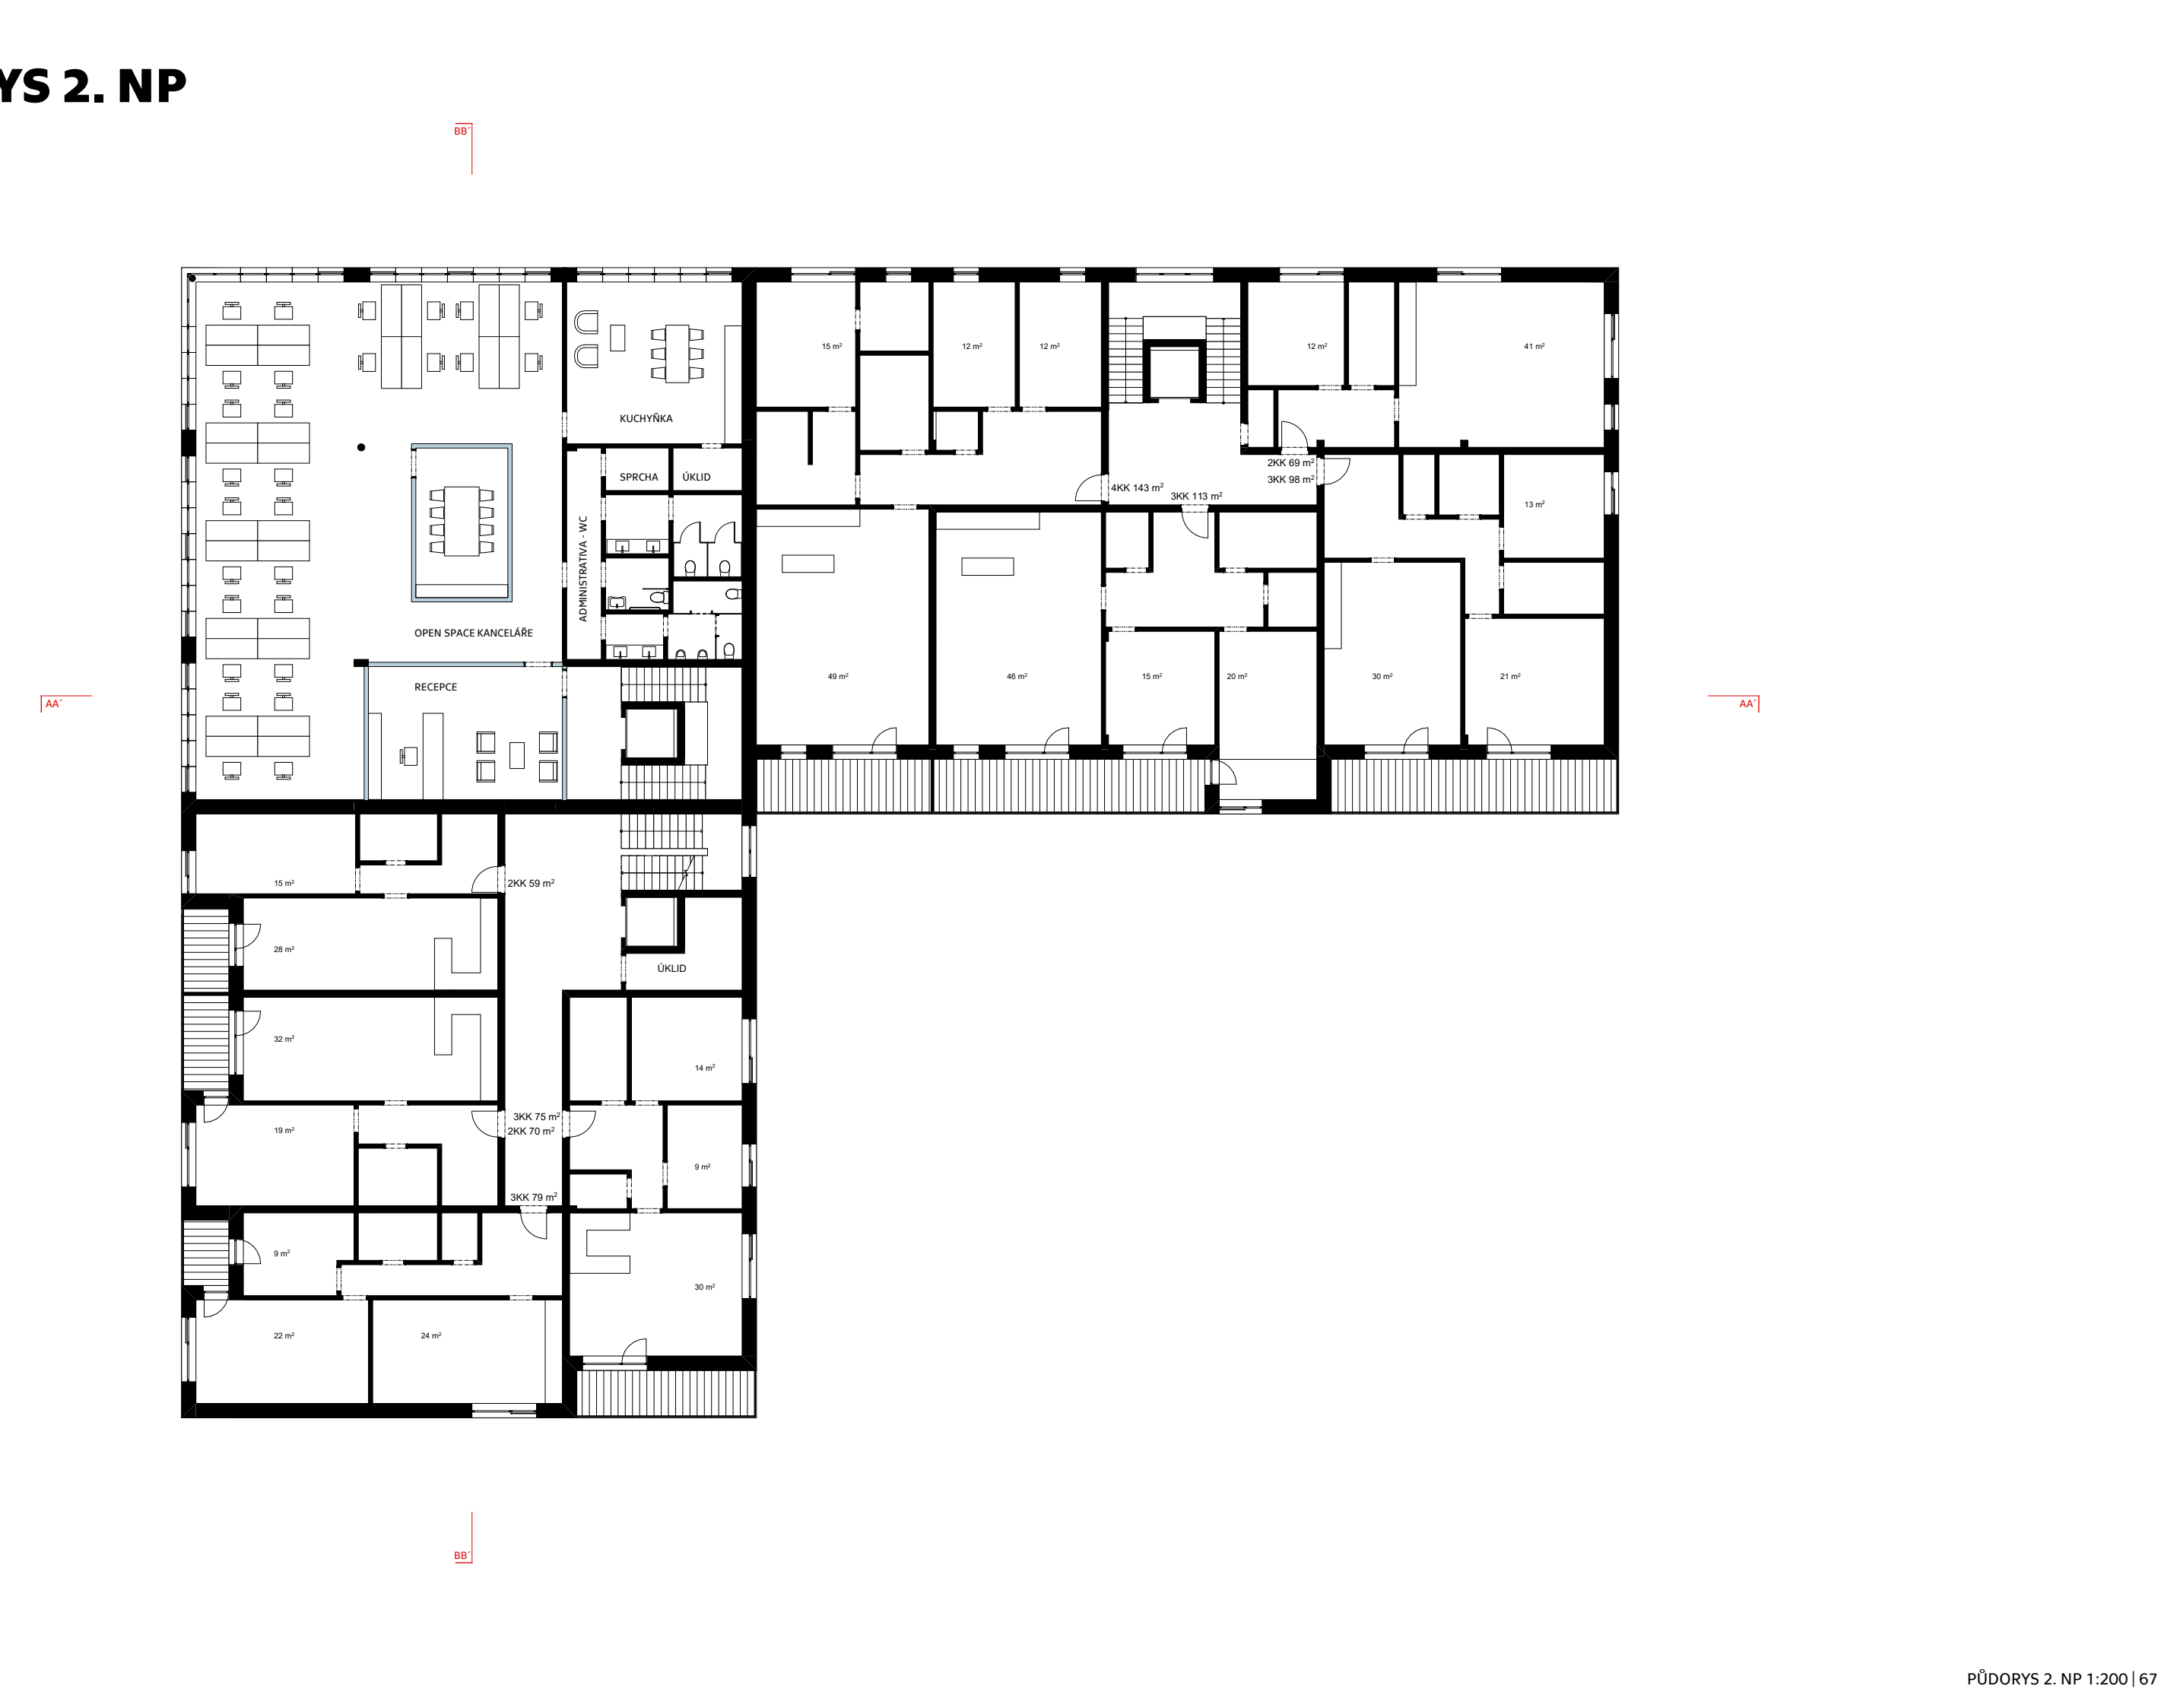 YS 2. NP
BB´
15 m²
12 m²
12 m²
12 m²
41 m²
KUCHYŇKA
SPRCHA
ÚKLID
2KK 69 m²
3KK 98 m²
4KK 143 m²
3KK 113 m²
13 m²
ADMINISTRATIVA - WC
OPEN SPACE KANCELÁŘE
RECEPCE
49 m²
46 m²
15 m²
20 m²
30 m²
21 m²
AA´
AA´
15 m²
2KK 59 m²
28 m²
ÚKLID
32 m²
14 m²
3KK 75 m²
2KK 70 m²
19 m²
9 m²
3KK 79 m²
9 m²
30 m²
22 m²
24 m²
BB´
PŮDORYS 2. NP 1:200 | 67